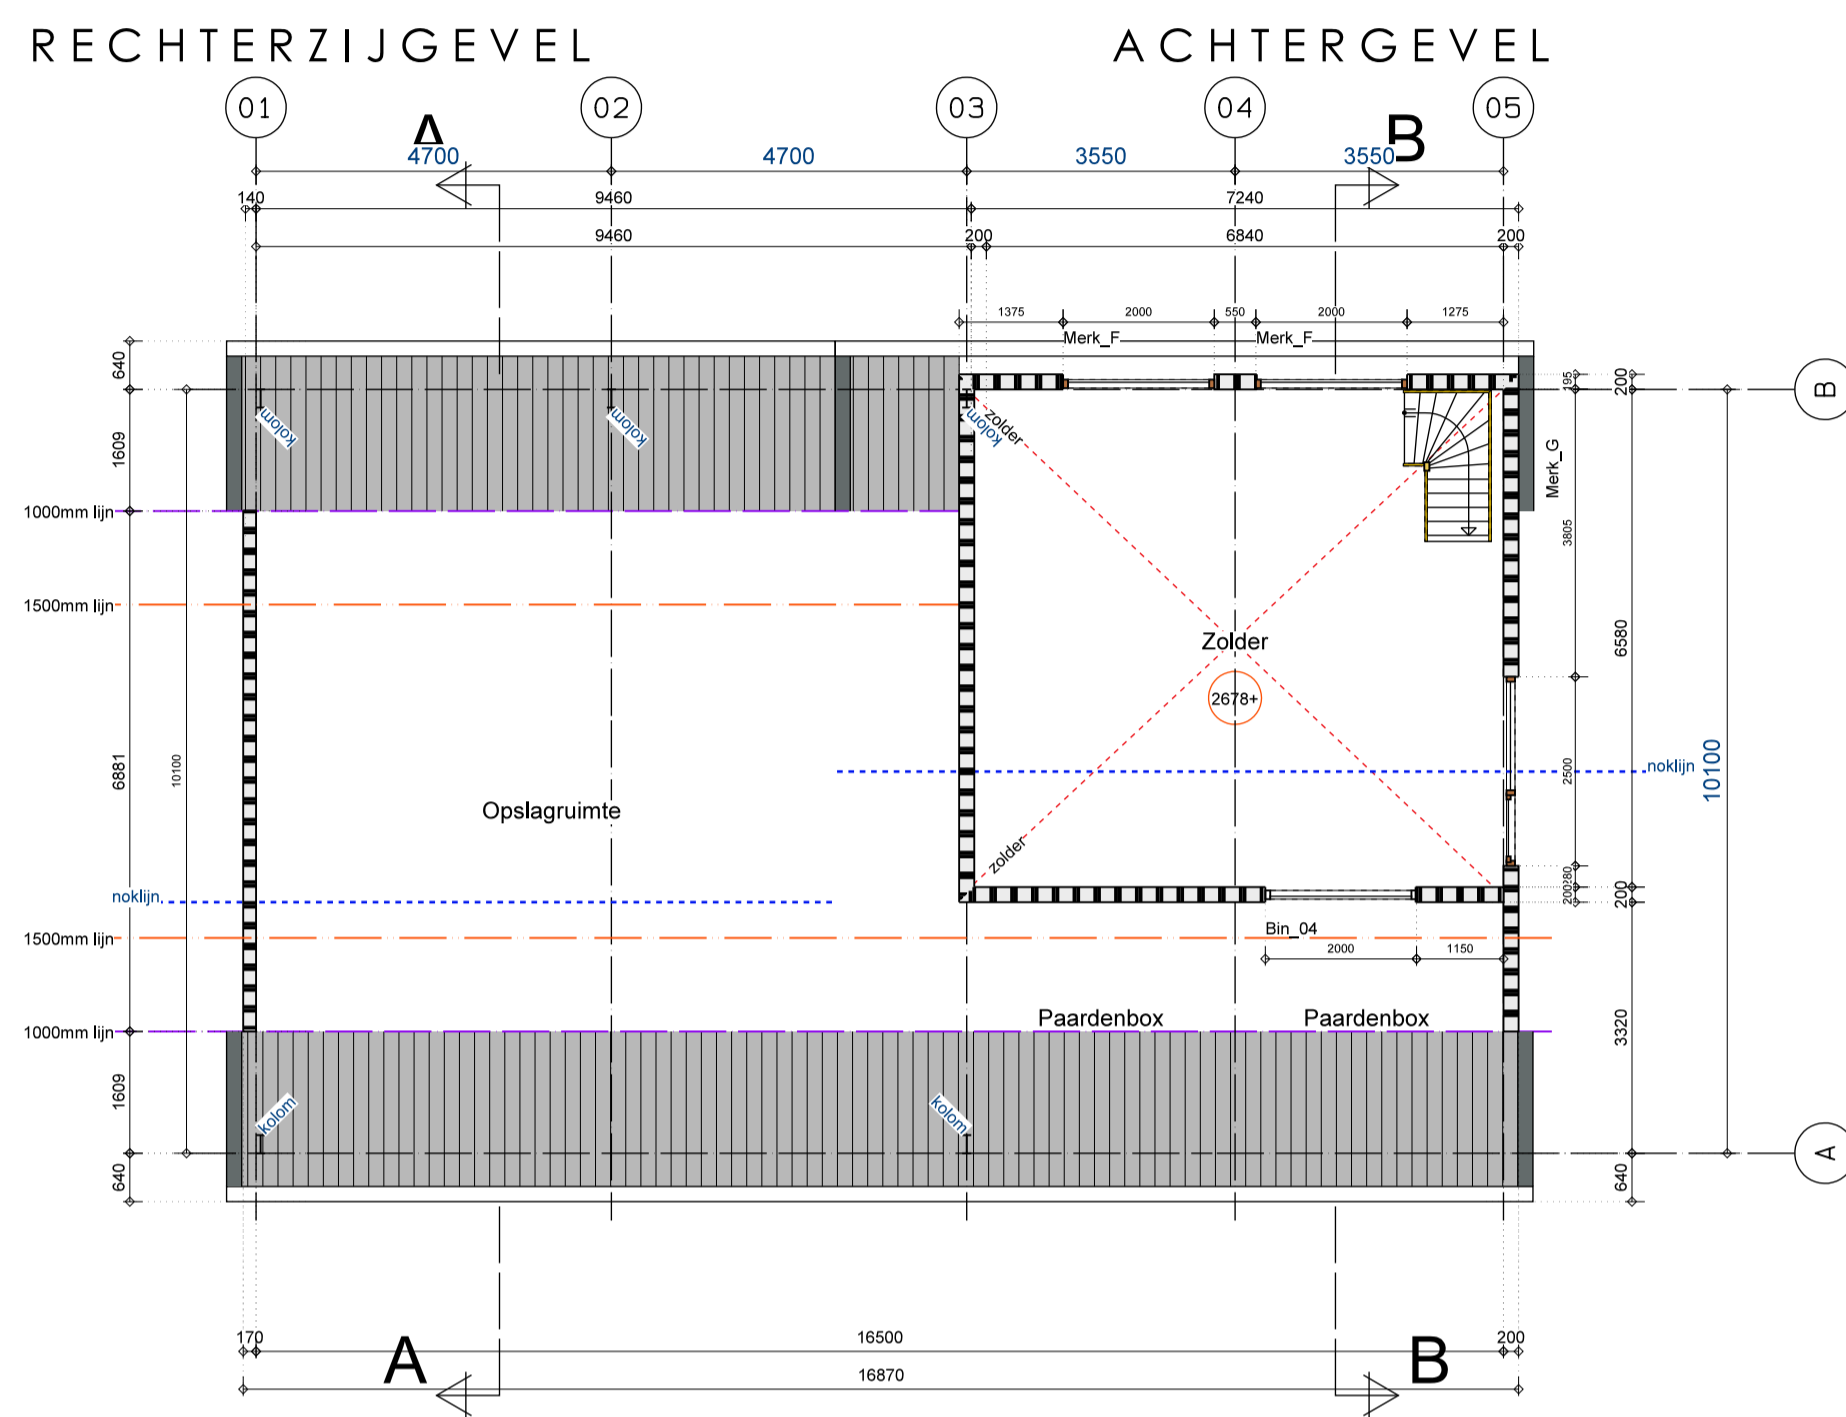 RECHTERZIJGEVEL ACHTERGEVEL
01 02 03 04 05
A B
4700 4700 3550 3550
140 9460 7240
9460 200 6840 200
1375 2000 550 2000 1275
Merk_F Merk_F
640 195 200
B
kolom kolom kolom zolder
1609 Merk_G
1000mm lijn
3805
1500mm lijn
6580
Zolder
2678+
6881 10100 2500 10100
noklijn
Opslagruimte
zolder
noklijn
280
200 200
Bin_04
1500mm lijn
2000 1150
Paardenbox Paardenbox
1000mm lijn
3320
1609
kolom kolom
A
640 640
170 16500 200
A B
16870